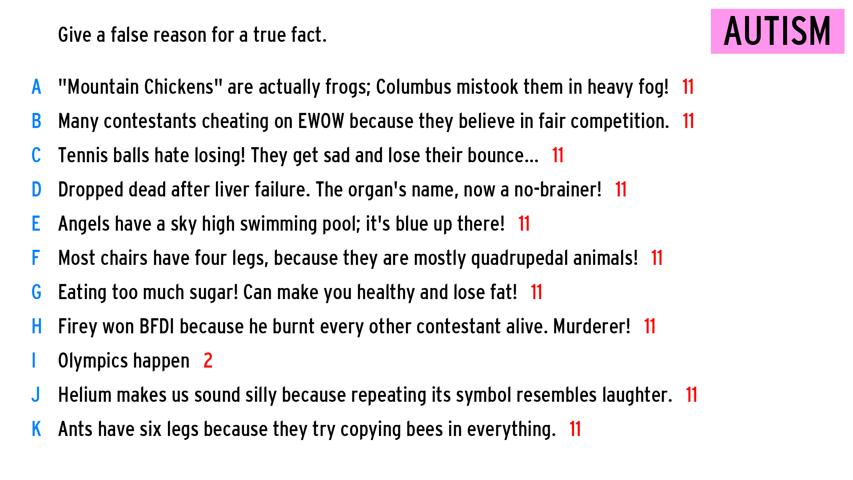 Give a false reason for a true fact.
AUTISM
A "Mountain Chickens" are actually frogs; Columbus mistook them in heavy fog! 11
B Many contestants cheating on EWOW because they believe in fair competition. 11
C Tennis balls hate losing! They get sad and lose their bounce... 11
D Dropped dead after liver failure. The organ's name, now a no-brainer! 11
E Angels have a sky high swimming pool; it's blue up there! 11
F Most chairs have four legs, because they are mostly quadrupedal animals! 11
G Eating too much sugar! Can make you healthy and lose fat! 11
H Firey won BFDI because he burnt every other contestant alive. Murderer! 11
I Olympics happen 2
J Helium makes us sound silly because repeating its symbol resembles laughter. 11
K Ants have six legs because they try copying bees in everything. 11